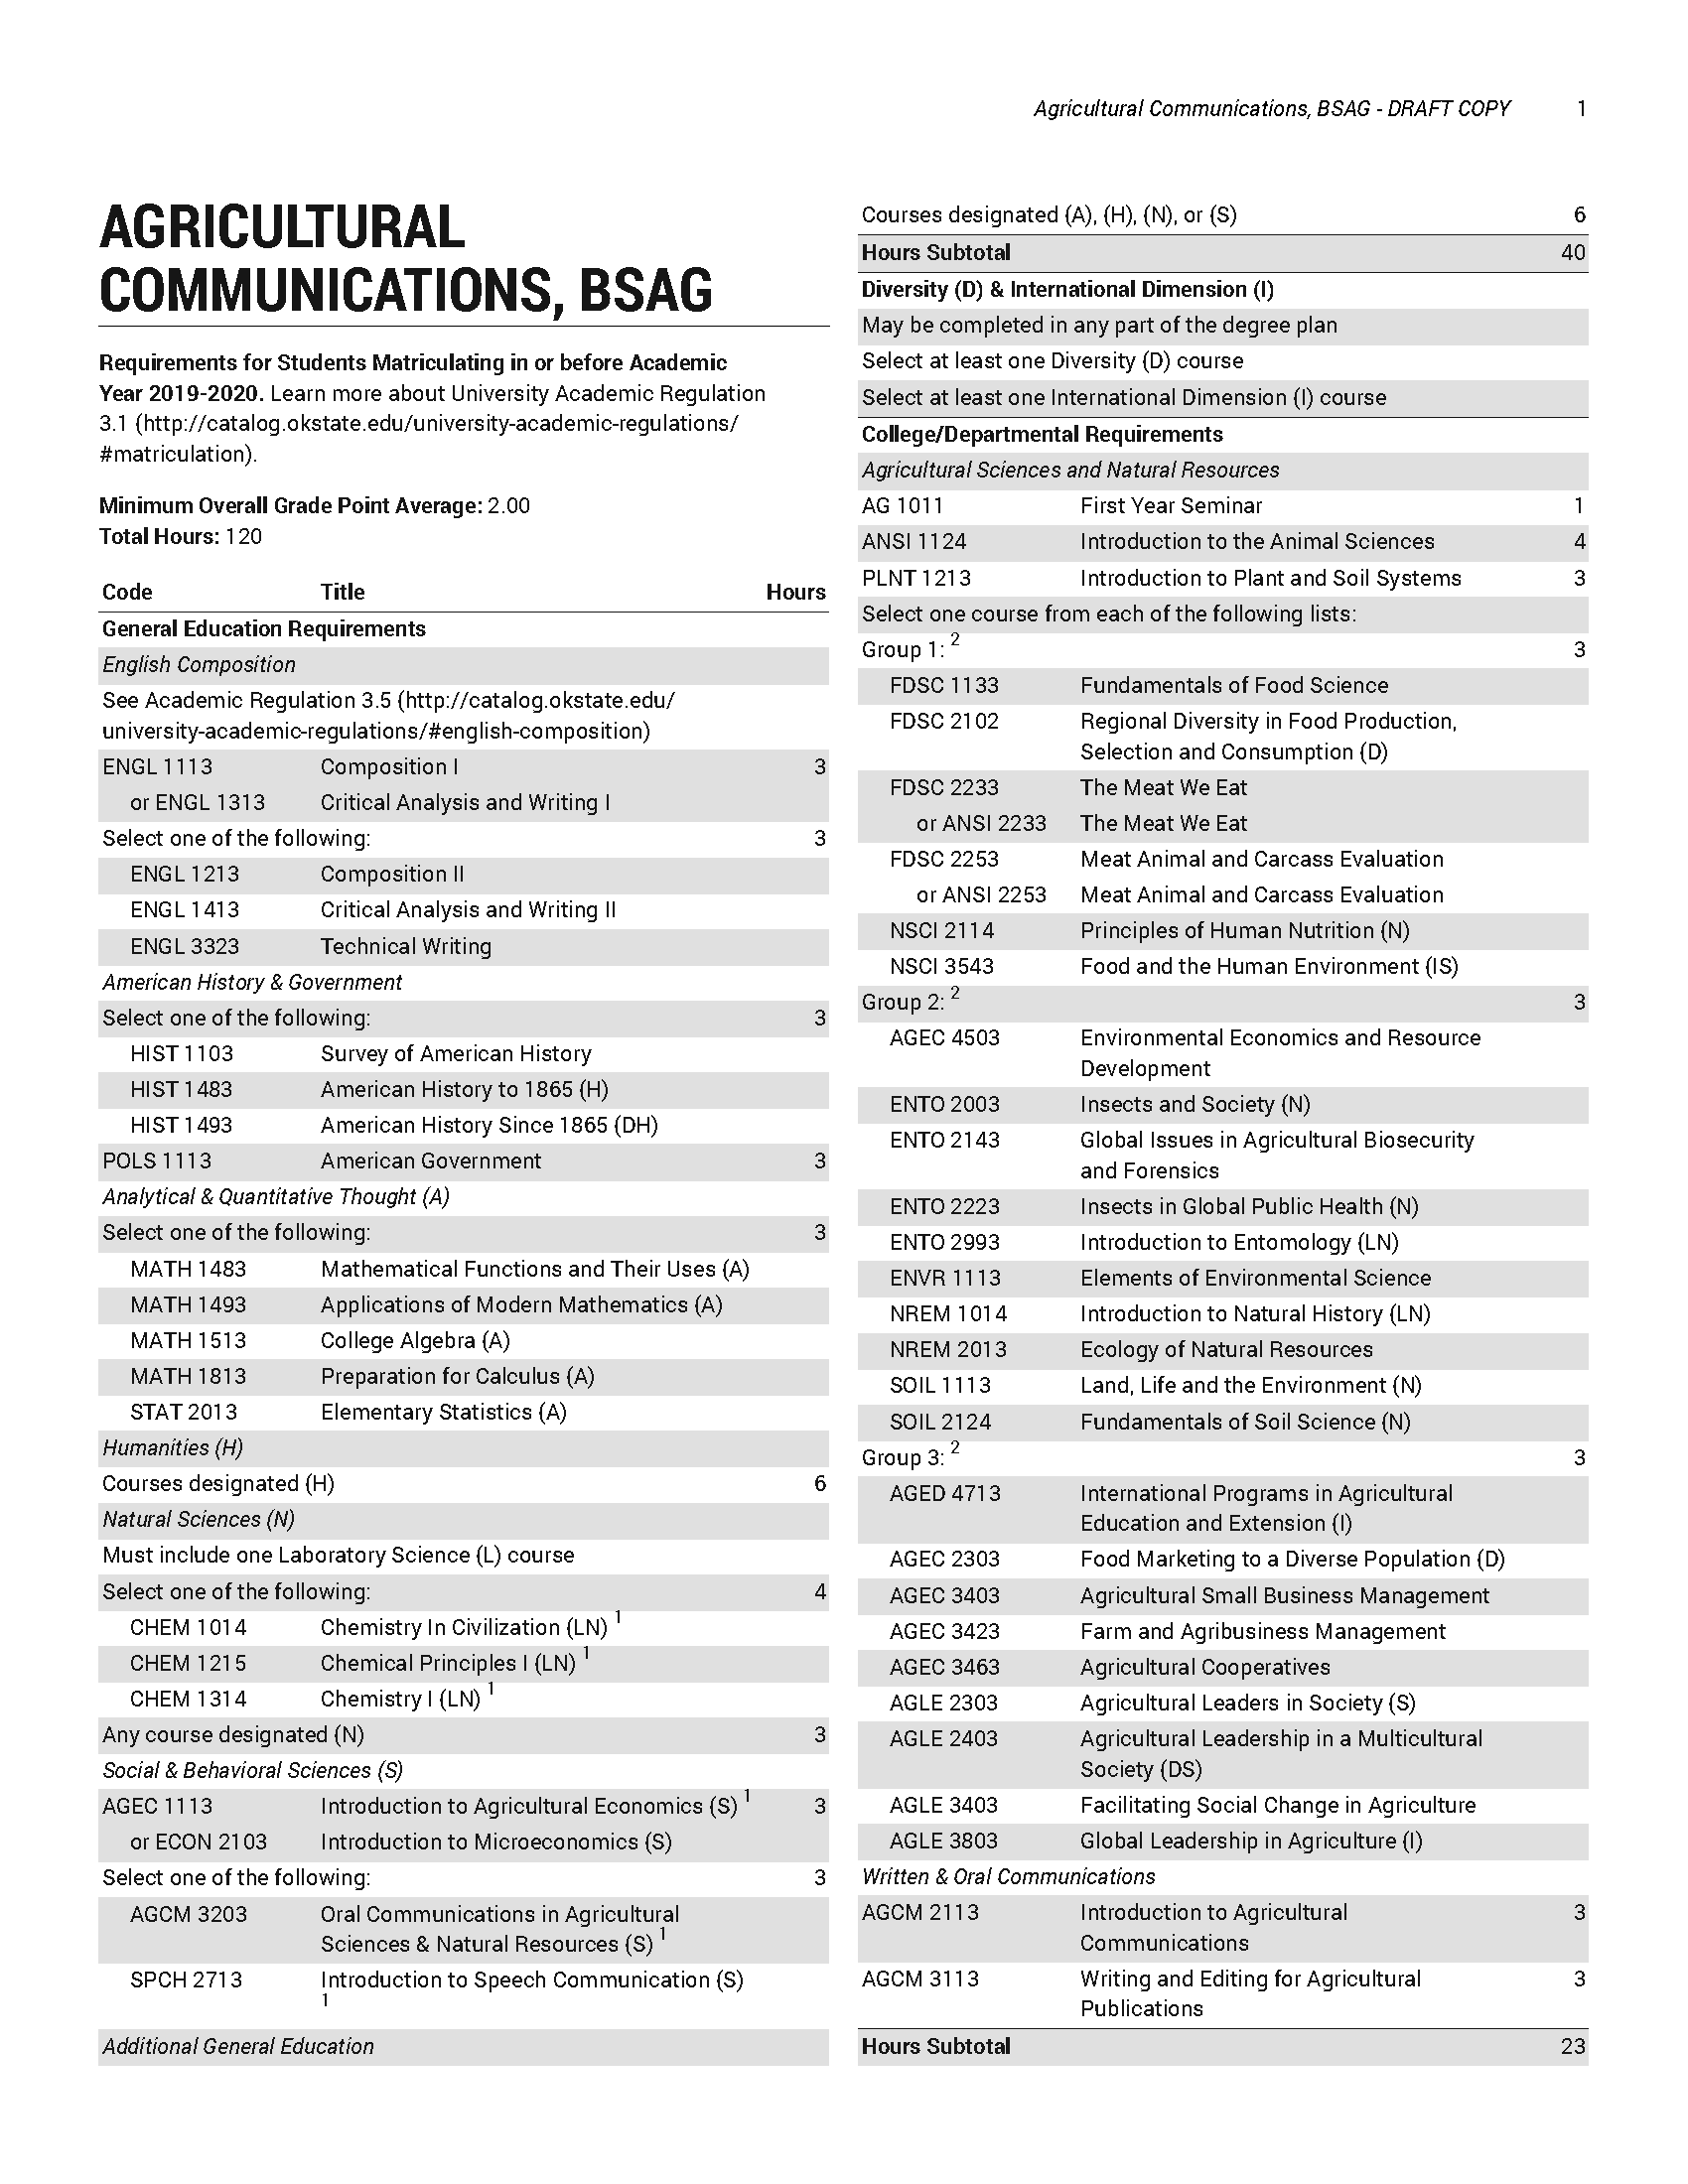 Agricultural Communications, BSAG - DRAFT COPY 1
AGRICULTURAL
COMMUNICATIONS, BSAG
Requirements for Students Matriculating in or before Academic
Year 2019-2020. Learn more about University Academic Regulation
3.1 (http://catalog.okstate.edu/university-academic-regulations/
#matriculation).
Minimum Overall Grade Point Average: 2.00
Total Hours: 120
Code Title Hours
General Education Requirements
English Composition
See Academic Regulation 3.5 (http://catalog.okstate.edu/
university-academic-regulations/#english-composition)
ENGL 1113 Composition I 3
or ENGL 1313 Critical Analysis and Writing I
Select one of the following: 3
ENGL 1213 Composition II
ENGL 1413 Critical Analysis and Writing II
ENGL 3323 Technical Writing
American History & Government
Select one of the following: 3
HIST 1103 Survey of American History
HIST 1483 American History to 1865 (H)
HIST 1493 American History Since 1865 (DH)
POLS 1113 American Government 3
Analytical & Quantitative Thought (A)
Select one of the following: 3
MATH 1483 Mathematical Functions and Their Uses (A)
MATH 1493 Applications of Modern Mathematics (A)
MATH 1513 College Algebra (A)
MATH 1813 Preparation for Calculus (A)
STAT 2013 Elementary Statistics (A)
Humanities (H)
Courses designated (H) 6
Natural Sciences (N)
Must include one Laboratory Science (L) course
Select one of the following: 4
CHEM 1014 Chemistry In Civilization (LN) 1
CHEM 1215 Chemical Principles I (LN) 1
CHEM 1314 Chemistry I (LN) 1
Any course designated (N) 3
Social & Behavioral Sciences (S)
AGEC 1113 Introduction to Agricultural Economics (S) 1 3
or ECON 2103 Introduction to Microeconomics (S)
Select one of the following: 3
AGCM 3203 Oral Communications in Agricultural
Sciences & Natural Resources (S) 1
SPCH 2713 Introduction to Speech Communication (S)
1
Additional General Education
Courses designated (A), (H), (N), or (S) 6
Hours Subtotal 40
Diversity (D) & International Dimension (I)
May be completed in any part of the degree plan
Select at least one Diversity (D) course
Select at least one International Dimension (I) course
College/Departmental Requirements
Agricultural Sciences and Natural Resources
AG 1011 First Year Seminar 1
ANSI 1124 Introduction to the Animal Sciences 4
PLNT 1213 Introduction to Plant and Soil Systems 3
Select one course from each of the following lists:
Group 1: 2 3
FDSC 1133 Fundamentals of Food Science
FDSC 2102 Regional Diversity in Food Production,
Selection and Consumption (D)
FDSC 2233 The Meat We Eat
or ANSI 2233 The Meat We Eat
FDSC 2253 Meat Animal and Carcass Evaluation
or ANSI 2253 Meat Animal and Carcass Evaluation
NSCI 2114 Principles of Human Nutrition (N)
NSCI 3543 Food and the Human Environment (IS)
Group 2: 2 3
AGEC 4503 Environmental Economics and Resource
Development
ENTO 2003 Insects and Society (N)
ENTO 2143 Global Issues in Agricultural Biosecurity
and Forensics
ENTO 2223 Insects in Global Public Health (N)
ENTO 2993 Introduction to Entomology (LN)
ENVR 1113 Elements of Environmental Science
NREM 1014 Introduction to Natural History (LN)
NREM 2013 Ecology of Natural Resources
SOIL 1113 Land, Life and the Environment (N)
SOIL 2124 Fundamentals of Soil Science (N)
Group 3: 2 3
AGED 4713 International Programs in Agricultural
Education and Extension (I)
AGEC 2303 Food Marketing to a Diverse Population (D)
AGEC 3403 Agricultural Small Business Management
AGEC 3423 Farm and Agribusiness Management
AGEC 3463 Agricultural Cooperatives
AGLE 2303 Agricultural Leaders in Society (S)
AGLE 2403 Agricultural Leadership in a Multicultural
Society (DS)
AGLE 3403 Facilitating Social Change in Agriculture
AGLE 3803 Global Leadership in Agriculture (I)
Written & Oral Communications
AGCM 2113 Introduction to Agricultural 3
Communications
AGCM 3113 Writing and Editing for Agricultural 3
Publications
Hours Subtotal 23